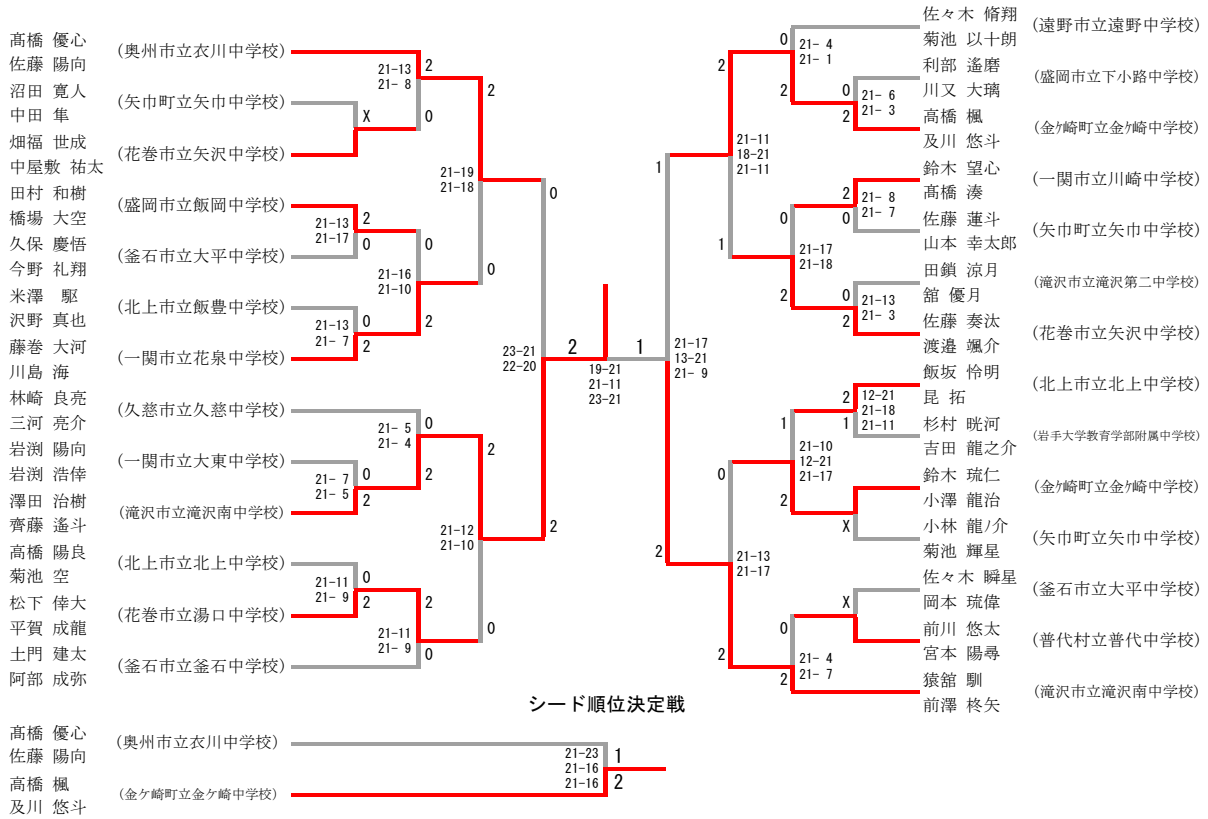 髙橋 優心
佐藤 陽向
(奥州市立衣川中学校)
沼田 寛人
中田 隼
(矢巾町立矢巾中学校)
畑福 世成
中屋敷 祐太
(花巻市立矢沢中学校)
田村 和樹
橋場 大空
(盛岡市立飯岡中学校)
久保 慶悟
今野 礼翔
(釜石市立大平中学校)
米澤 駆
沢野 真也
(北上市立飯豊中学校)
藤巻 大河
川島 海
(一関市立花泉中学校)
林崎 良亮
三河 亮介
(久慈市立久慈中学校)
岩渕 陽向
岩渕 浩倖
(一関市立大東中学校)
澤田 治樹
齊藤 遙斗
(滝沢市立滝沢南中学校)
高橋 陽良
菊池 空
(北上市立北上中学校)
松下 倖大
平賀 成龍
(花巻市立湯口中学校)
土門 建太
阿部 成弥
(釜石市立釜石中学校)
21-13
21- 8
2
X
0
21-13
21-17
2
0
21-13
21- 7
0
2
21-16
21-10
0
2
21-19
21-18
2
0
21- 7
21- 5
0
2
21- 5
21- 4
0
2
21-11
21- 9
0
2
21-11
21- 9
2
0
21-12
21-10
2
0
23-21
22-20
0
2
2
1
19-21
21-11
23-21
21-17
13-21
21- 9
1
2
21-11
18-21
21-11
2
1
21- 4
21- 1
0
2
21- 6
21- 3
0
2
21- 8
21- 7
2
0
21-17
21-18
0
2
21-13
21- 3
0
2
21-13
21-17
0
2
21-10
12-21
21-17
1
2
12-21
21-18
21-11
2
1
X
X
21- 4
21- 7
0
2
佐々木 脩翔
菊池 以十朗
(遠野市立遠野中学校)
利部 遙磨
川又 大璃
(盛岡市立下小路中学校)
高橋 楓
及川 悠斗
(金ケ崎町立金ケ崎中学校)
鈴木 望心
髙橋 湊
(一関市立川崎中学校)
佐藤 蓮斗
山本 幸太郎
(矢巾町立矢巾中学校)
田鎖 涼月
舘 優月
(滝沢市立滝沢第二中学校)
佐藤 奏汰
渡邉 颯介
(花巻市立矢沢中学校)
飯坂 怜明
昆 拓
(北上市立北上中学校)
杉村 晄河
吉田 龍之介
(岩手大学教育学部附属中学校)
鈴木 琉仁
小澤 龍治
(金ケ崎町立金ケ崎中学校)
小林 龍ノ介
菊池 輝星
(矢巾町立矢巾中学校)
佐々木 瞬星
岡本 琉偉
(釜石市立大平中学校)
前川 悠太
宮本 陽尋
(普代村立普代中学校)
猿舘 馴
前澤 柊矢
(滝沢市立滝沢南中学校)
シード順位決定戦
髙橋 優心
佐藤 陽向
(奥州市立衣川中学校)
高橋 楓
及川 悠斗
(金ケ崎町立金ケ崎中学校)
21-23
21-16
21-16
1
2